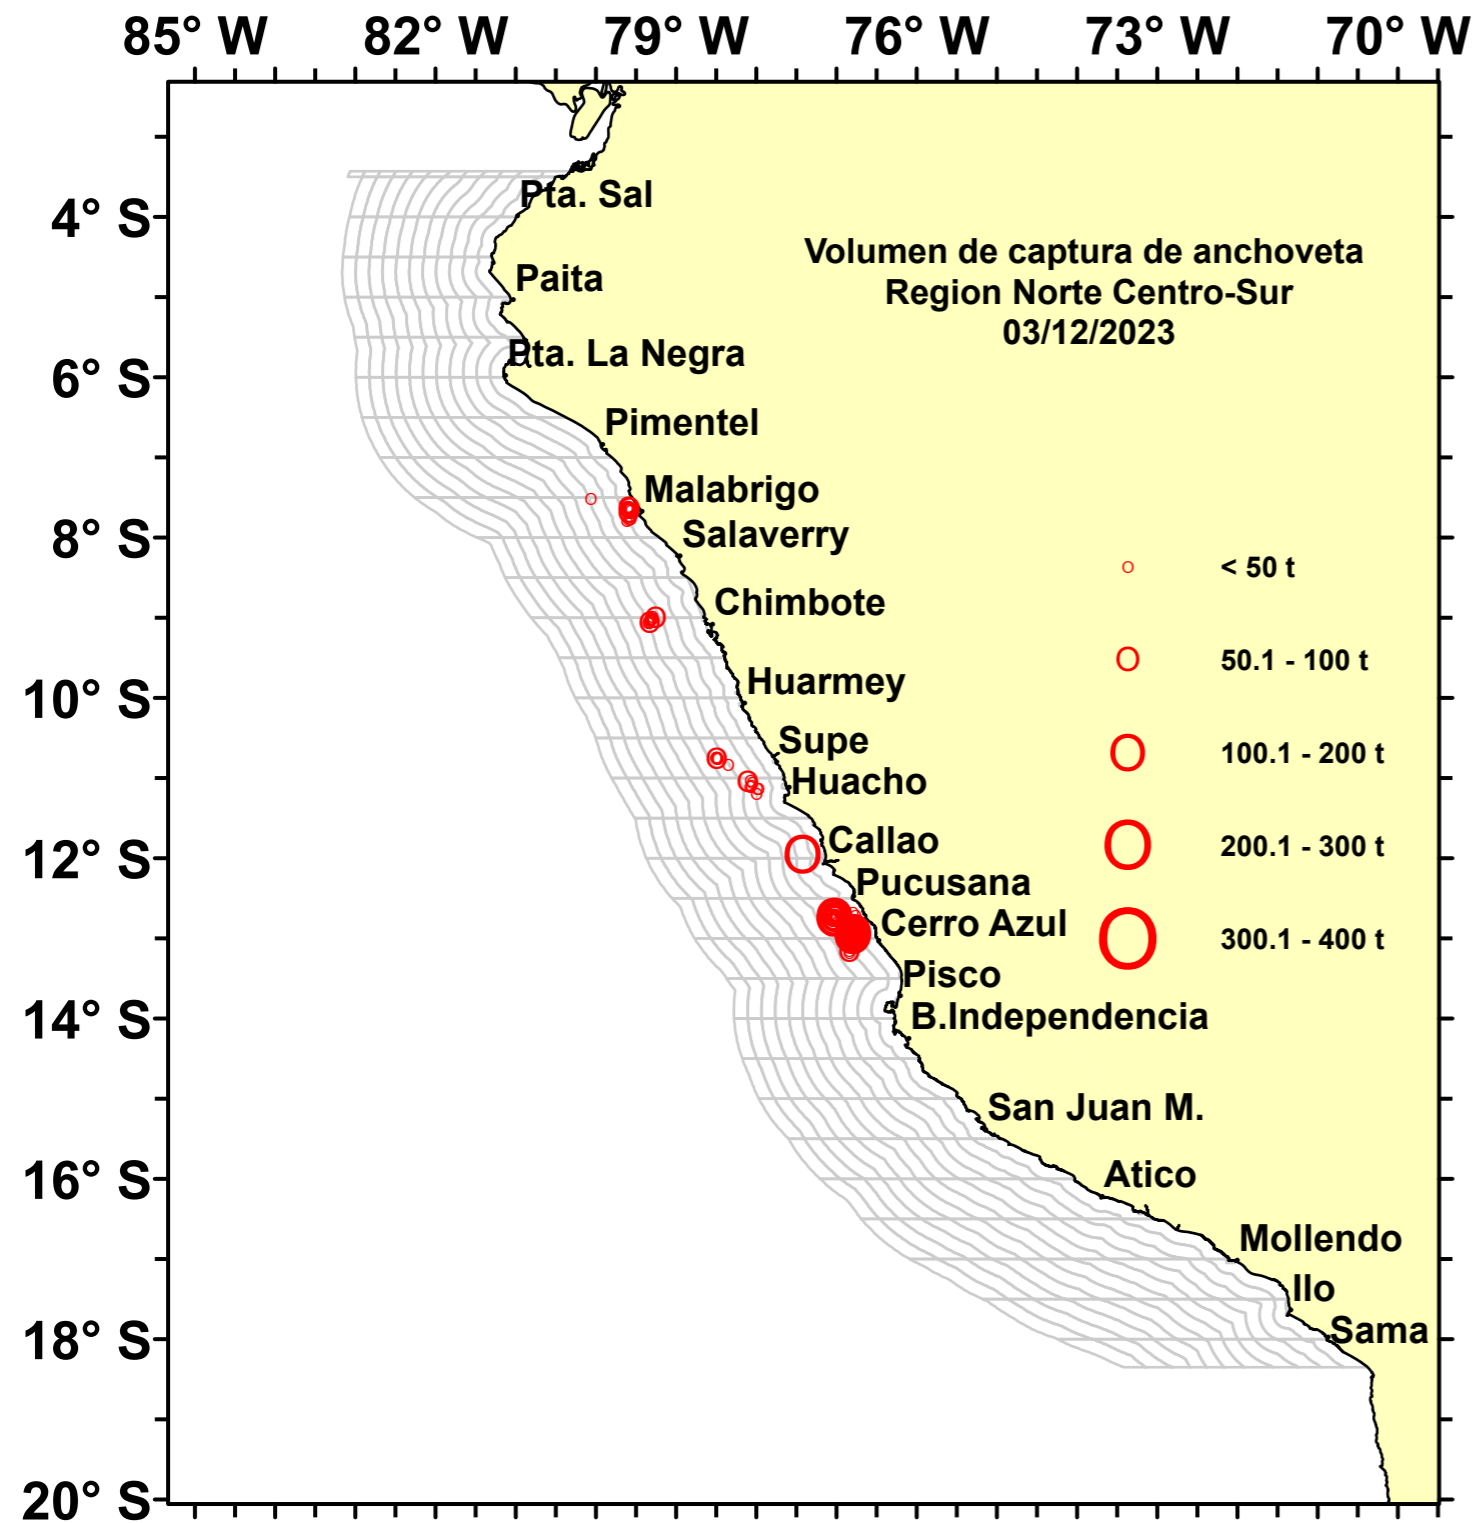 85° W 82° W 79° W 76° W 73° W 70° W
4° S
6° S
8° S
10° S
12° S
14° S
16° S
18° S
20° S
Volumen de captura de anchoveta
Region Norte Centro-Sur
03/12/2023
Pta. Sal
Paita
Pta. La Negra
Pimentel
Malabrigo
Salaverry
Chimbote
Huarmey
Supe
Huacho
Callao
Pucusana
Cerro Azul
Pisco
B.Independencia
San Juan M.
Atico
Mollendo
Ilo
Sama
< 50 t
50.1 - 100 t
100.1 - 200 t
200.1 - 300 t
300.1 - 400 t